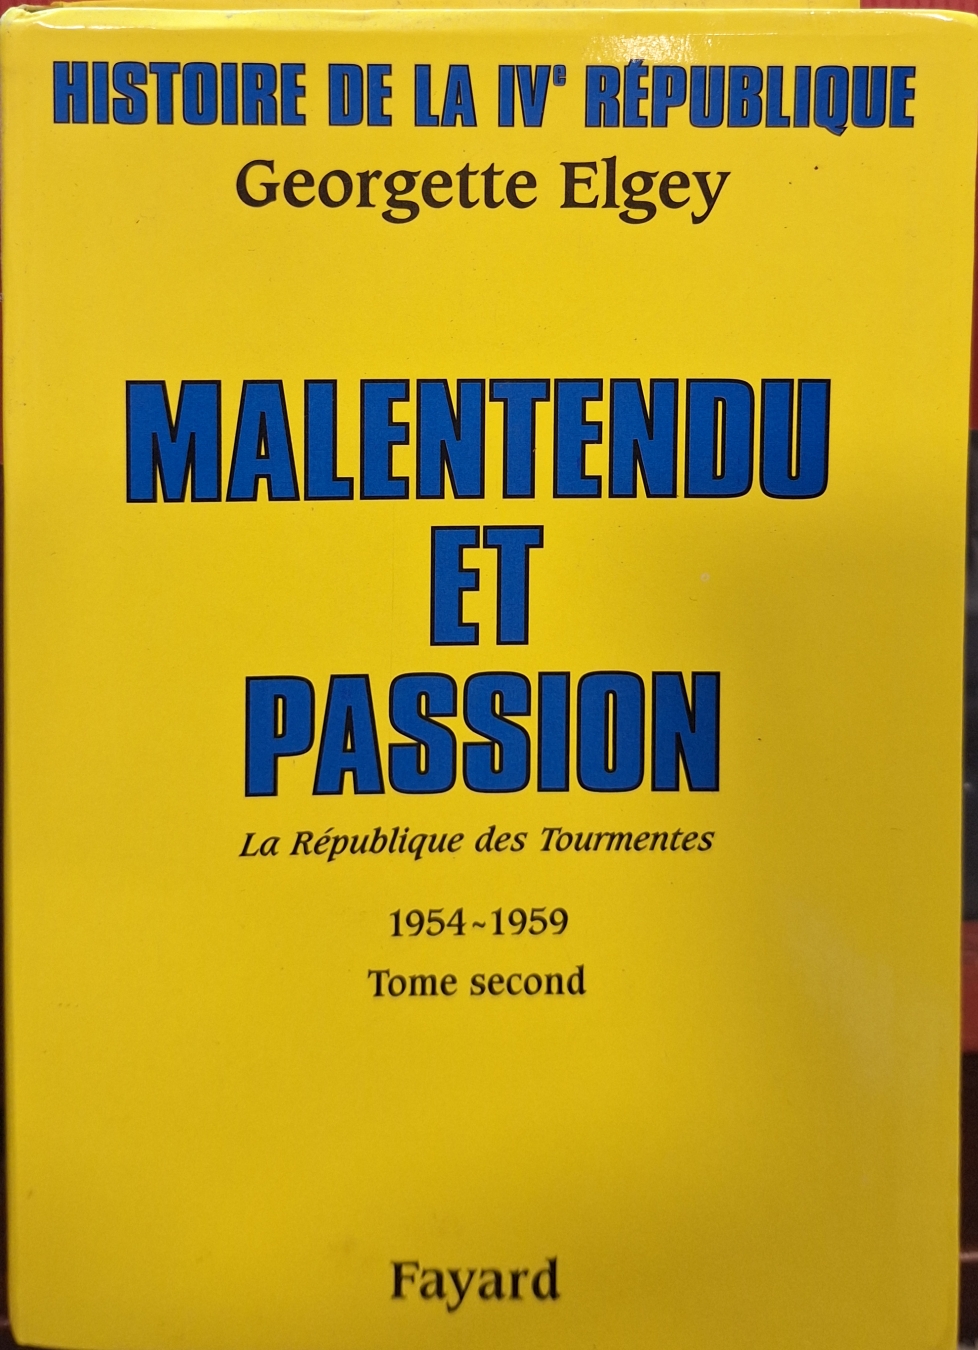 HISTOIRE DE LA IVe RÉPUBLIQUE
Georgette Elgey
MALENTENDU
ET
PASSION
La République des Tourmentes
1954~1959
Tome second
Fayard